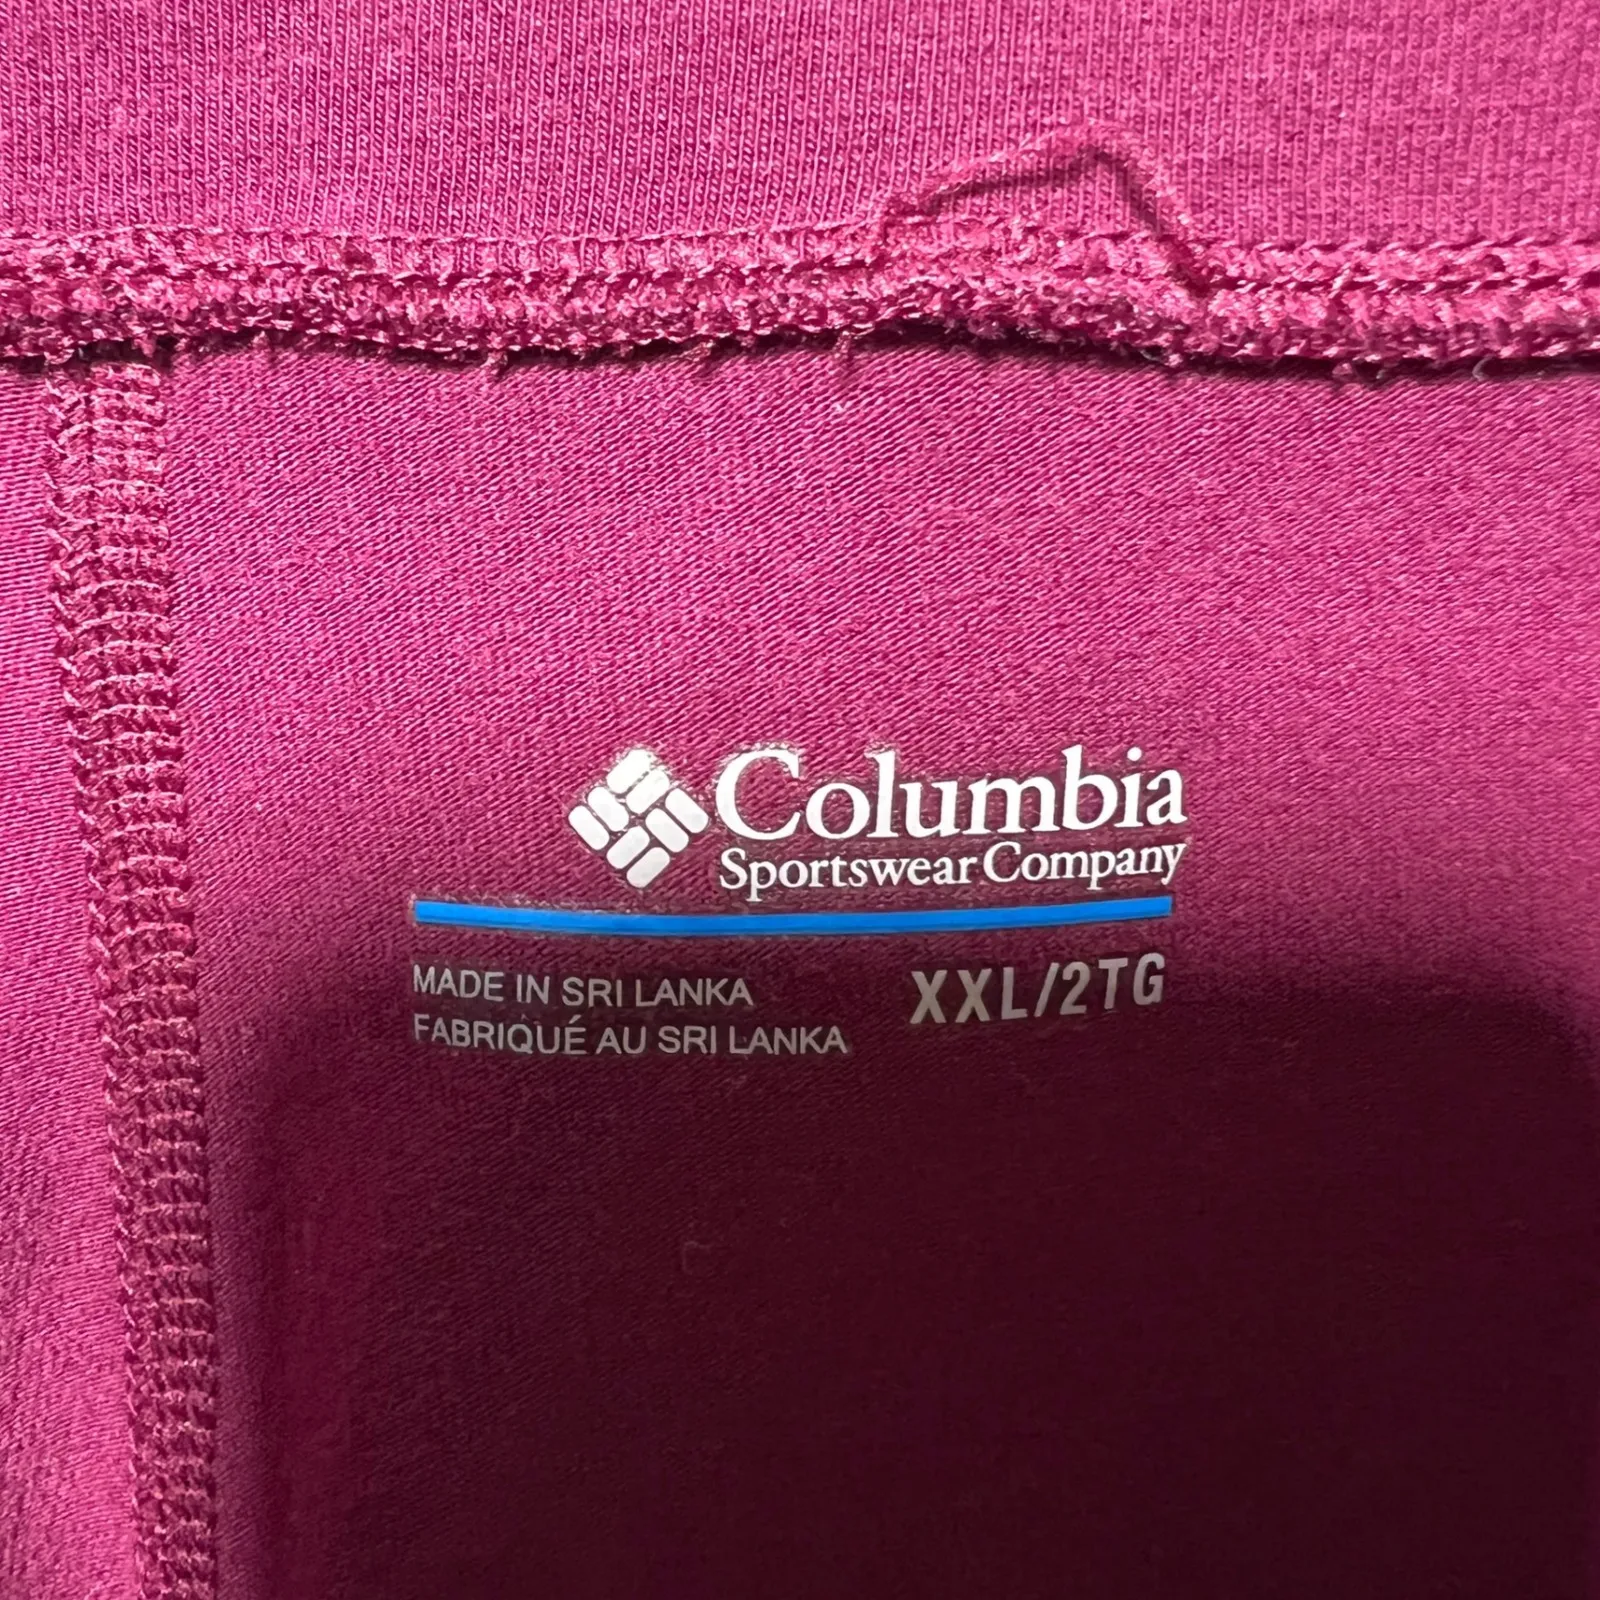 Columbia
Sportswear Company
MADE IN SRI LANKA
FABRIQUÉ AU SRI LANKA
XXL/2TG